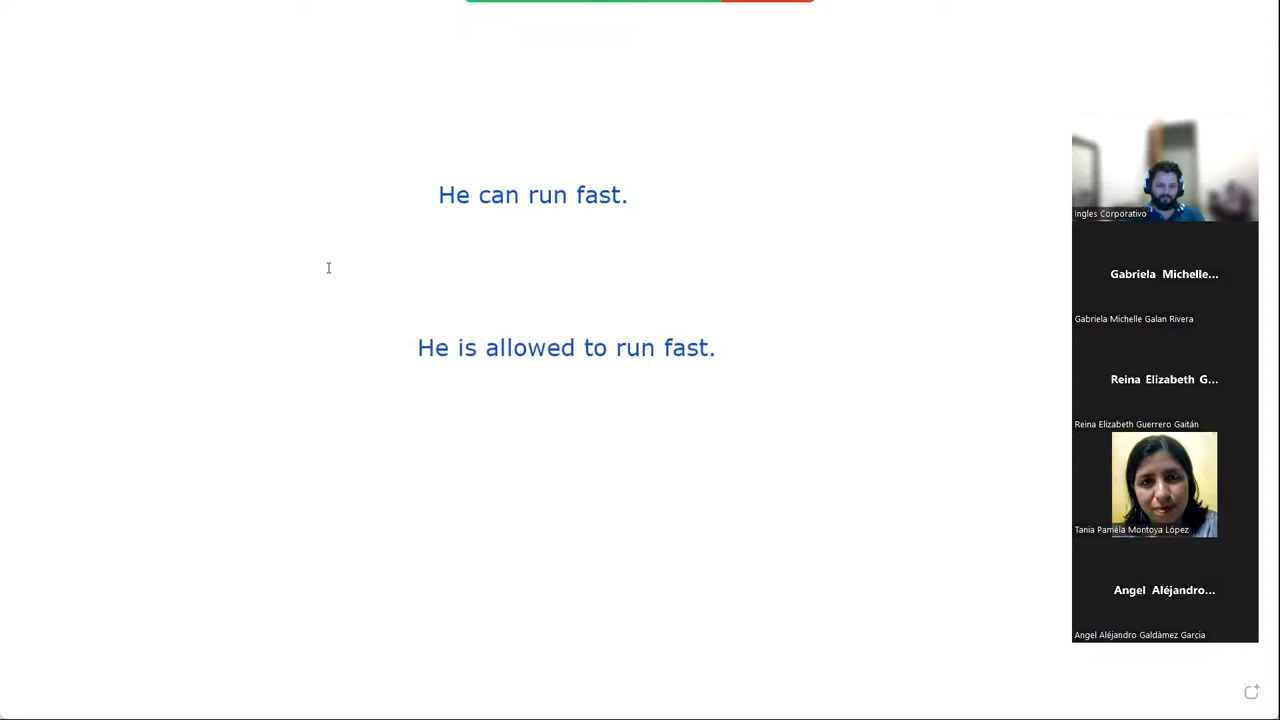 He can run fast.
He is allowed to run fast.
Ingles Corporativo
Gabriela Michelle...
Gabriela Michelle Galan Rivera
Reina Elizabeth G...
Reina Elizabeth Guerrero Gaitán
Tania Pamela Montoya López
Angel Aléjandro...
Angel Aléjandro Galdàmez Garcia